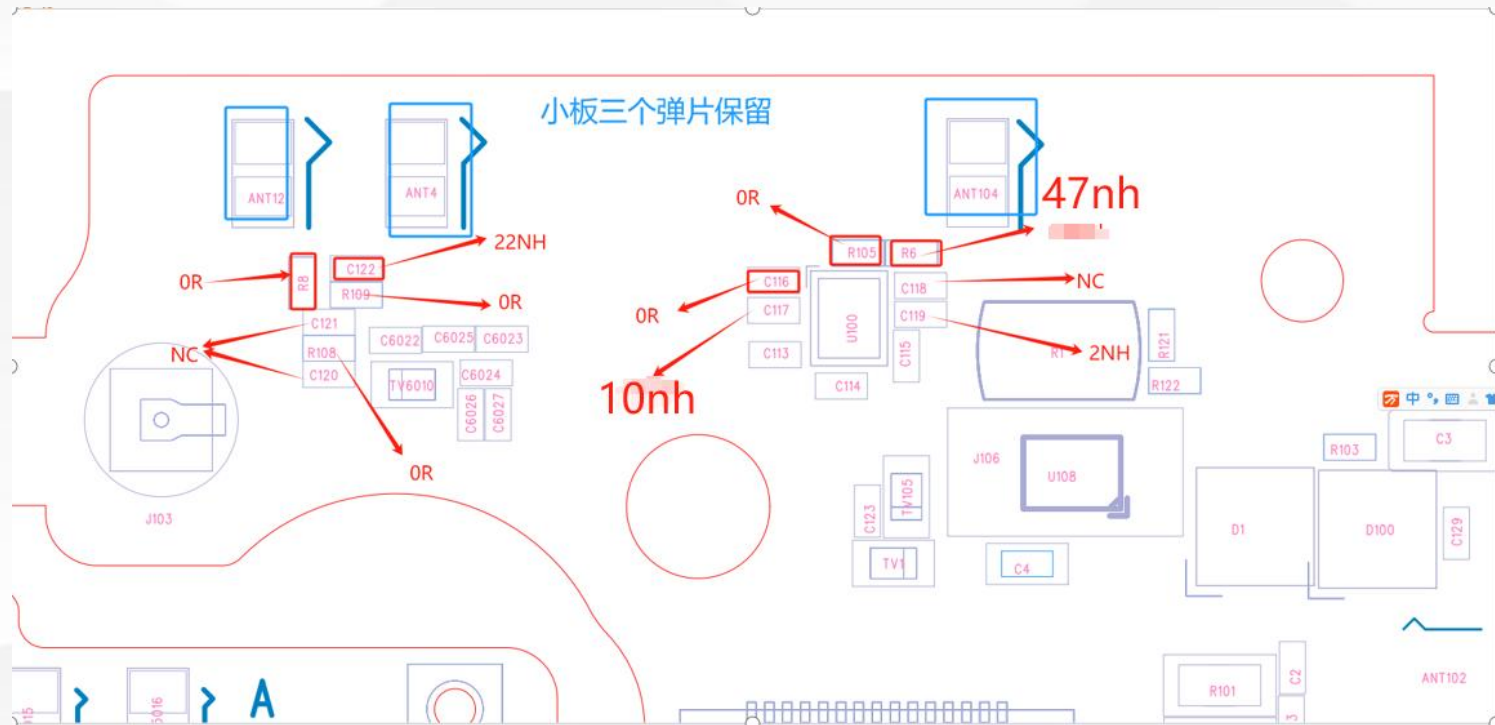 小板三个弹片保留
ANT12
ANT4
ANT104
47nh
0R
22NH
R105
R6
C122
0R
R8
R109
0R
C116
C118
NC
0R
C117
C119
U100
C121
R108
NC
C120
C6022
C6025
C6023
C113
C115
R1
2NH
R121
C6024
TV6010
C114
R122
10nh
C6026
C6027
中
0R
R103
C3
J106
U108
J103
C123
TV105
D1
D100
C129
TV1
C4
A
C2
R101
ANT102